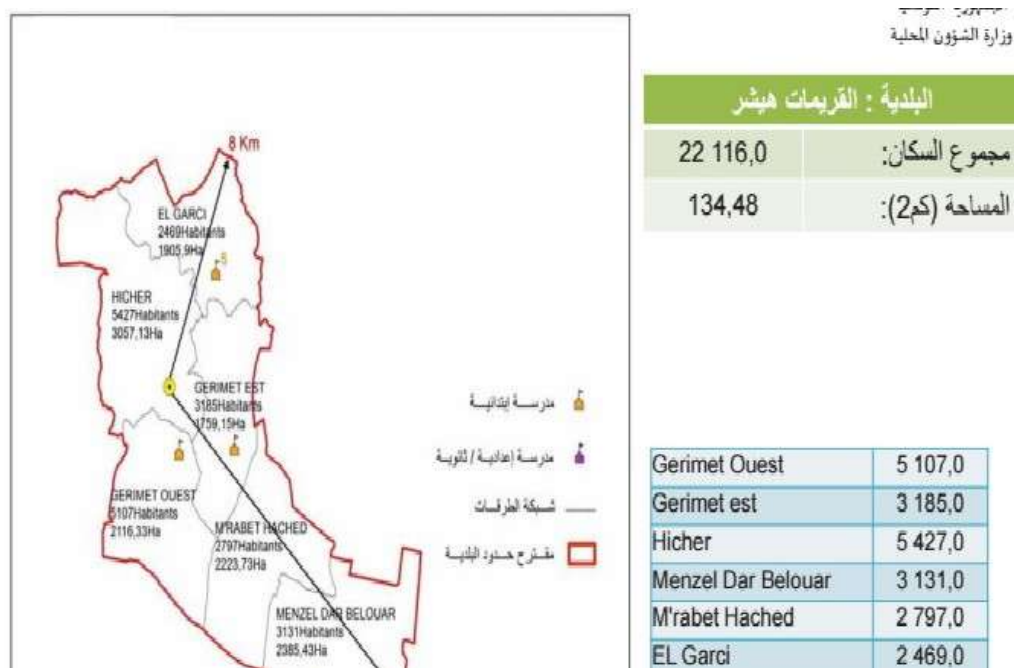 وزارة الشؤون المحلية
البلدية : القريمات هيشر
مجموع السكان: 22 116,0
المساحة (كم2): 134,48
8 Km
EL GARCI
2469Habitants
1905,9Ha
5
HICHER
5427Habitants
3057,13Ha
GERIMET EST
3185Habitants
1759,15Ha
GERIMET OUEST
5107Habitants
2116,33Ha
M'RABET HACHED
2797Habitants
2223,73Ha
MENZEL DAR BELOUAR
3131Habitants
2385,43Ha
مدرسة إبتدائية
مدرسة إعدادية / ثانوية
شبكة الطرقات
مقترح حدود البلدية
Gerimet Ouest 5 107,0
Gerimet est 3 185,0
Hicher 5 427,0
Menzel Dar Belouar 3 131,0
M'rabet Hached 2 797,0
EL Garci 2 469,0